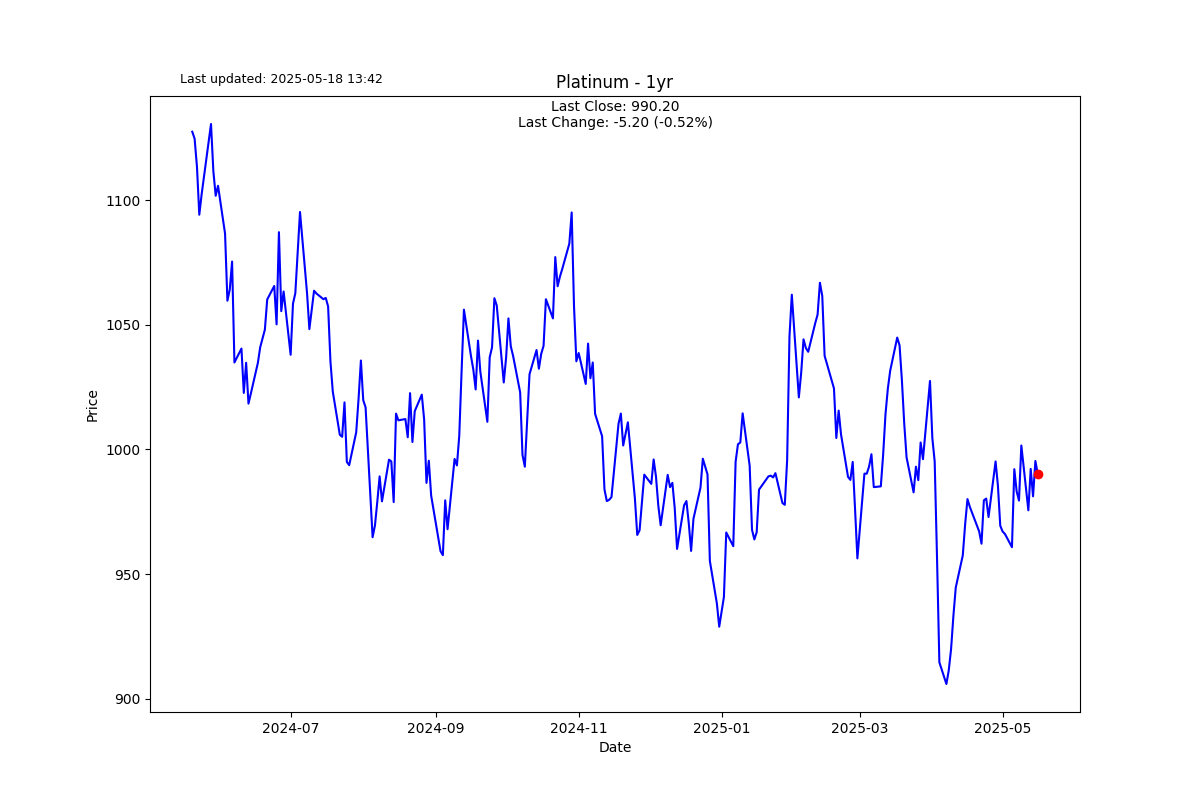 Last updated: 2025-05-18 13:42
Platinum - 1yr
Last Close: 990.20
Last Change: -5.20 (-0.52%)
1100
1050
1000
950
900
Price
2024-07
2024-09
2024-11
2025-01
2025-03
2025-05
Date